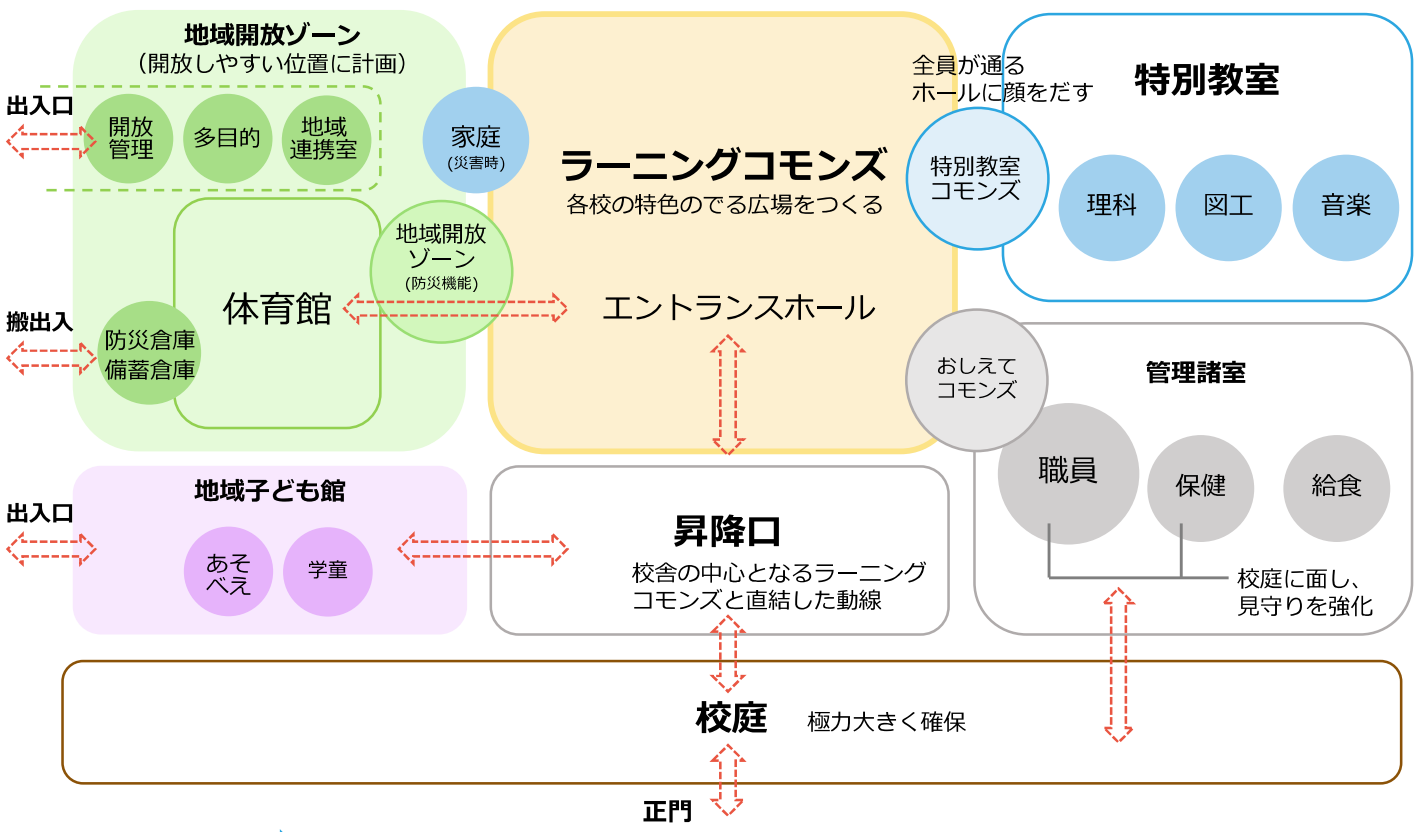 地域開放ゾーン
（開放しやすい位置に計画）
出入口
開放
管理
多目的
地域
連携室
家庭
(災害時)
地域開放
ゾーン
(防災機能)
体育館
搬出入
防災倉庫
備蓄倉庫
ラーニングコモンズ
各校の特色のでる広場をつくる
エントランスホール
全員が通る
ホールに顔をだす
特別教室
コモンズ
特別教室
理科
図工
音楽
おしえて
コモンズ
管理諸室
職員
保健
給食
校庭に面し、
見守りを強化
地域子ども館
出入口
あそ
べえ
学童
昇降口
校舎の中心となるラーニング
コモンズと直結した動線
校庭
極力大きく確保
正門